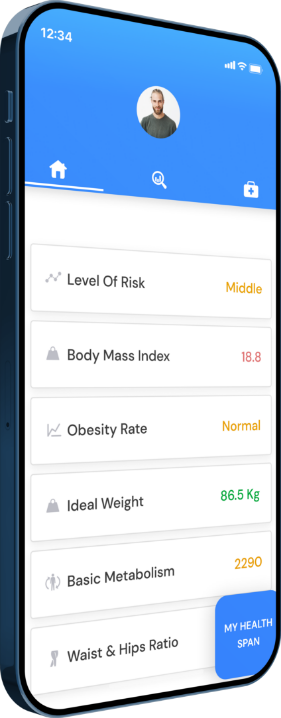 12:34
Level Of Risk
Middle
Body Mass Index
18.8
Obesity Rate
Normal
Ideal Weight
86.5 Kg
Basic Metabolism
2290
Waist & Hips Ratio
MY HEALTH
SPAN